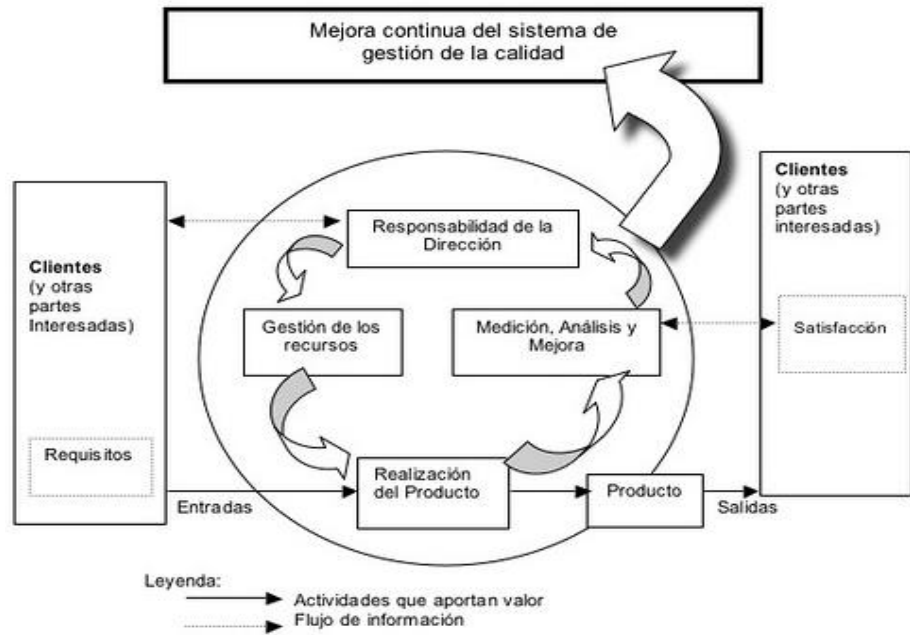 Mejora continua del sistema de
gestión de la calidad
Clientes
(y otras
partes
Interesadas)
Requisitos
Responsabilidad de la
Dirección
Gestión de los
recursos
Medición, Análisis y
Mejora
Realización
del Producto
Producto
Clientes
(y otras
partes
interesadas)
Satisfacción
Entradas
Salidas
Leyenda:
Actividades que aportan valor
Flujo de información